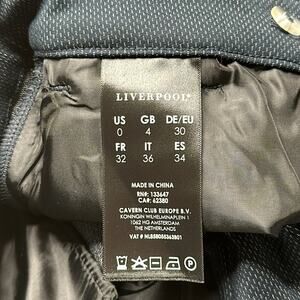 LIVERPOOL®
US GB DE/EU
0 4 30
FR IT ES
32 36 34
MADE IN CHINA
RN#: 133647
CA#: 62380
CAVERN CLUB EUROPE B.V.
KONINGIN WILHELMINAPLEIN 1
1062 HG AMSTERDAM
THE NETHERLANDS
VAT # NL858055363B01